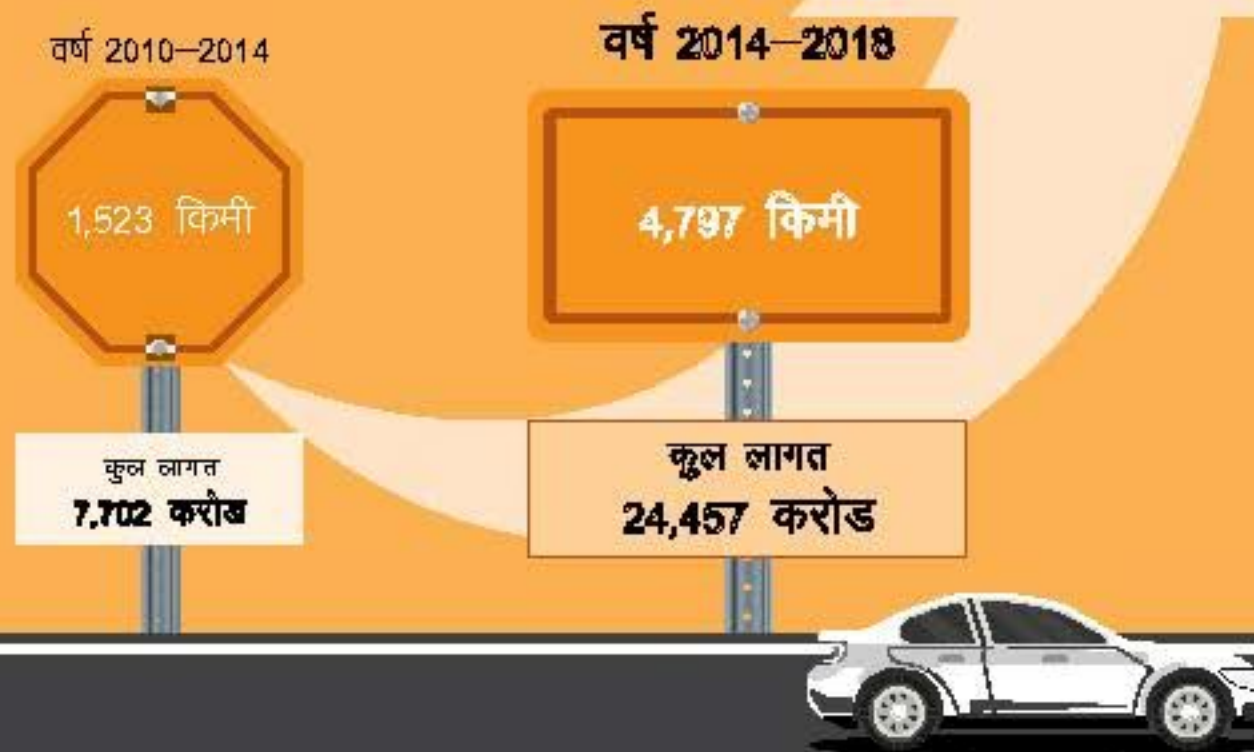 वर्ष 2010–2014
1,523 किमी
कुल लागत
7,702 करोड
वर्ष 2014–2018
4,797 किमी
कुल लागत
24,457 करोड